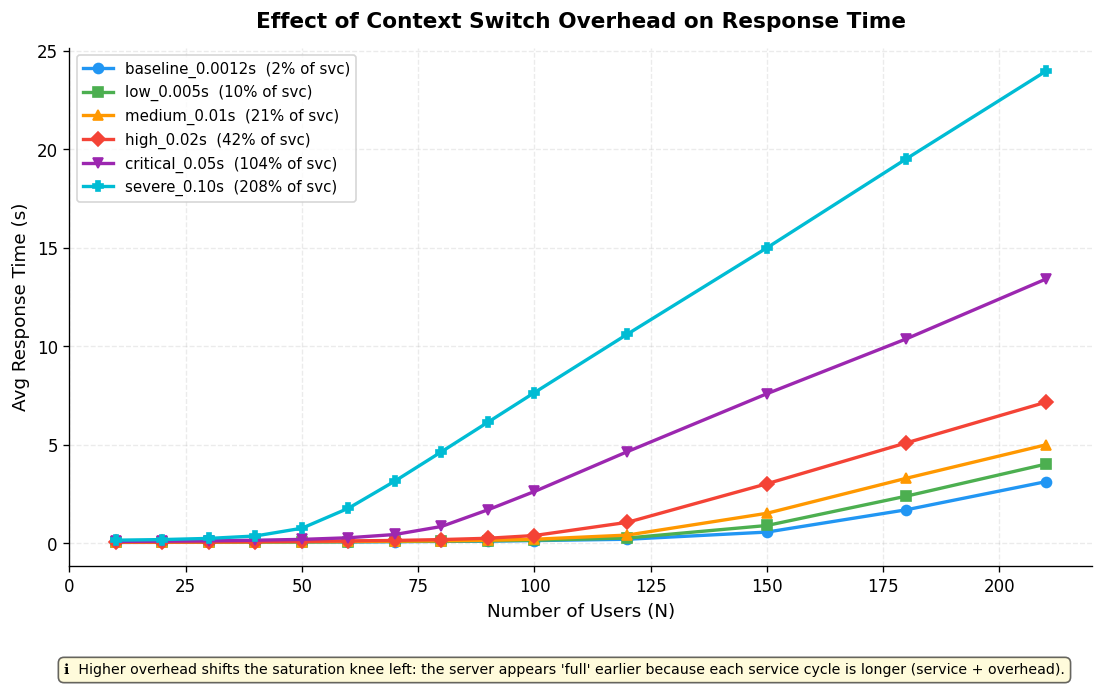 Effect of Context Switch Overhead on Response Time
25
20
15
10
5
0
Avg Response Time (s)
baseline_0.0012s (2% of svc)
low_0.005s (10% of svc)
medium_0.01s (21% of svc)
high_0.02s (42% of svc)
critical_0.05s (104% of svc)
severe_0.10s (208% of svc)
0 25 50 75 100 125 150 175 200
Number of Users (N)
ℹ Higher overhead shifts the saturation knee left: the server appears 'full' earlier because each service cycle is longer (service + overhead).